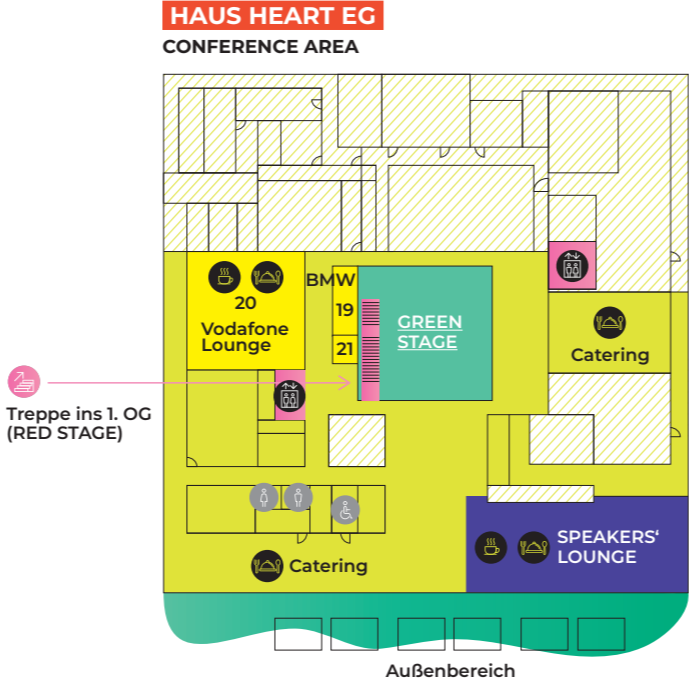 HAUS HEART EG
CONFERENCE AREA
BMW
20
Vodafone
Lounge
19
21
GREEN
STAGE
Catering
Treppe ins 1. OG
(RED STAGE)
SPEAKERS‘
LOUNGE
Catering
Außenbereich